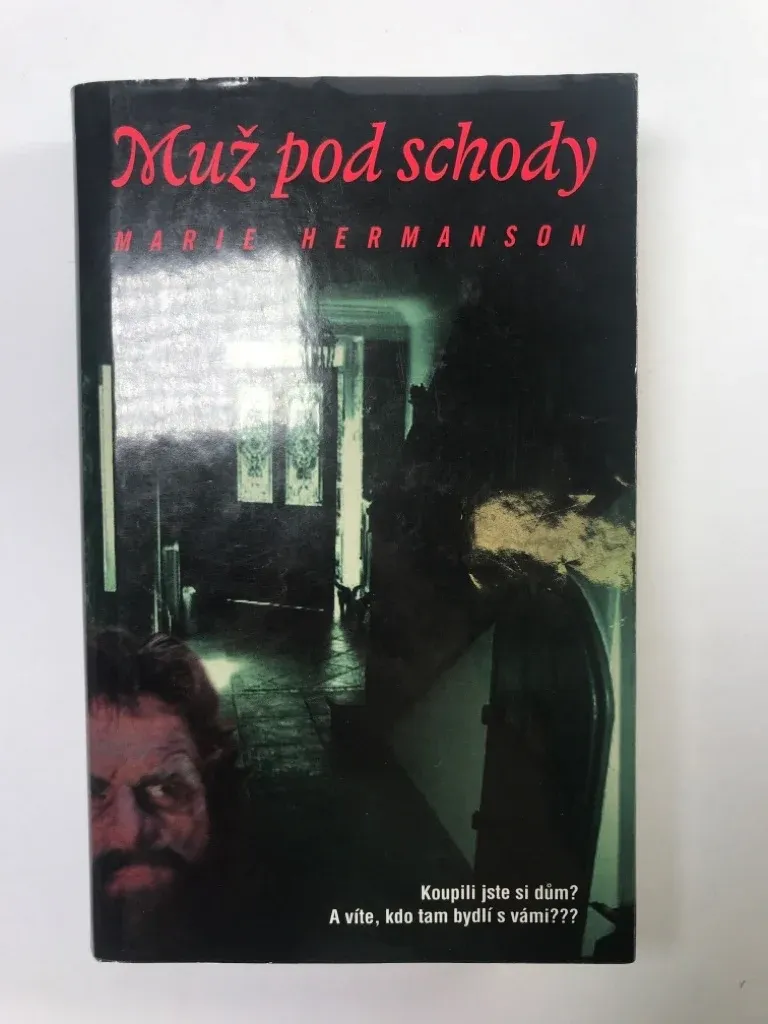 Muž pod schody
MARIE HERMANSON
Koupili jste si dům?
A víte, kdo tam bydlí s vámi???